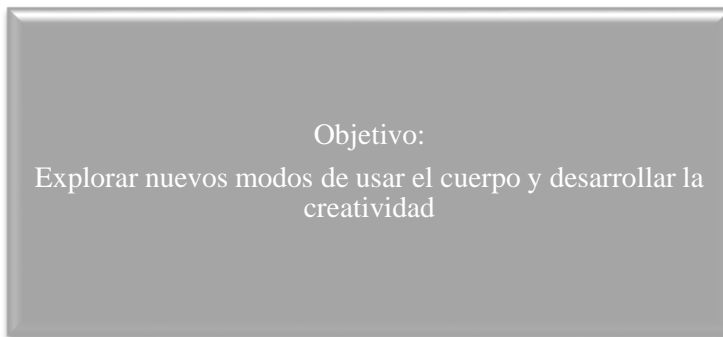 Objetivo:
Explorar nuevos modos de usar el cuerpo y desarrollar la
creatividad